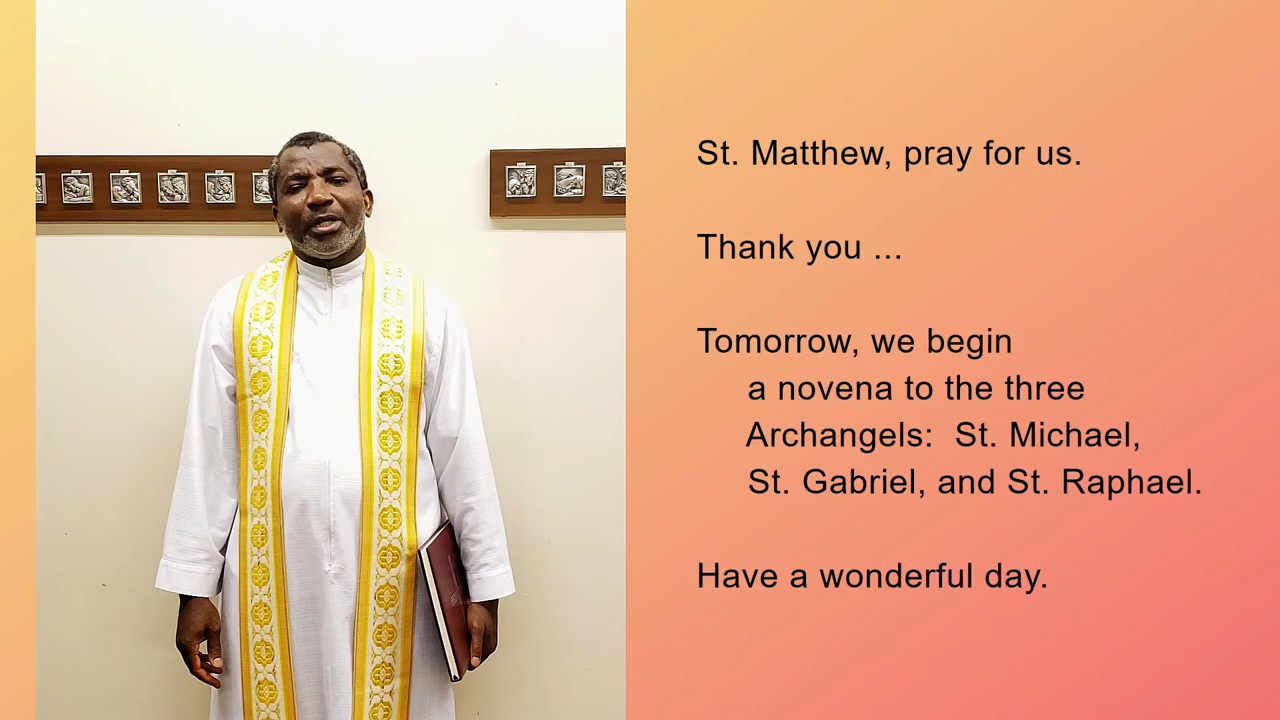 St. Matthew, pray for us.
Thank you ...
Tomorrow, we begin
a novena to the three
Archangels:  St. Michael,
St. Gabriel, and St. Raphael.
Have a wonderful day.